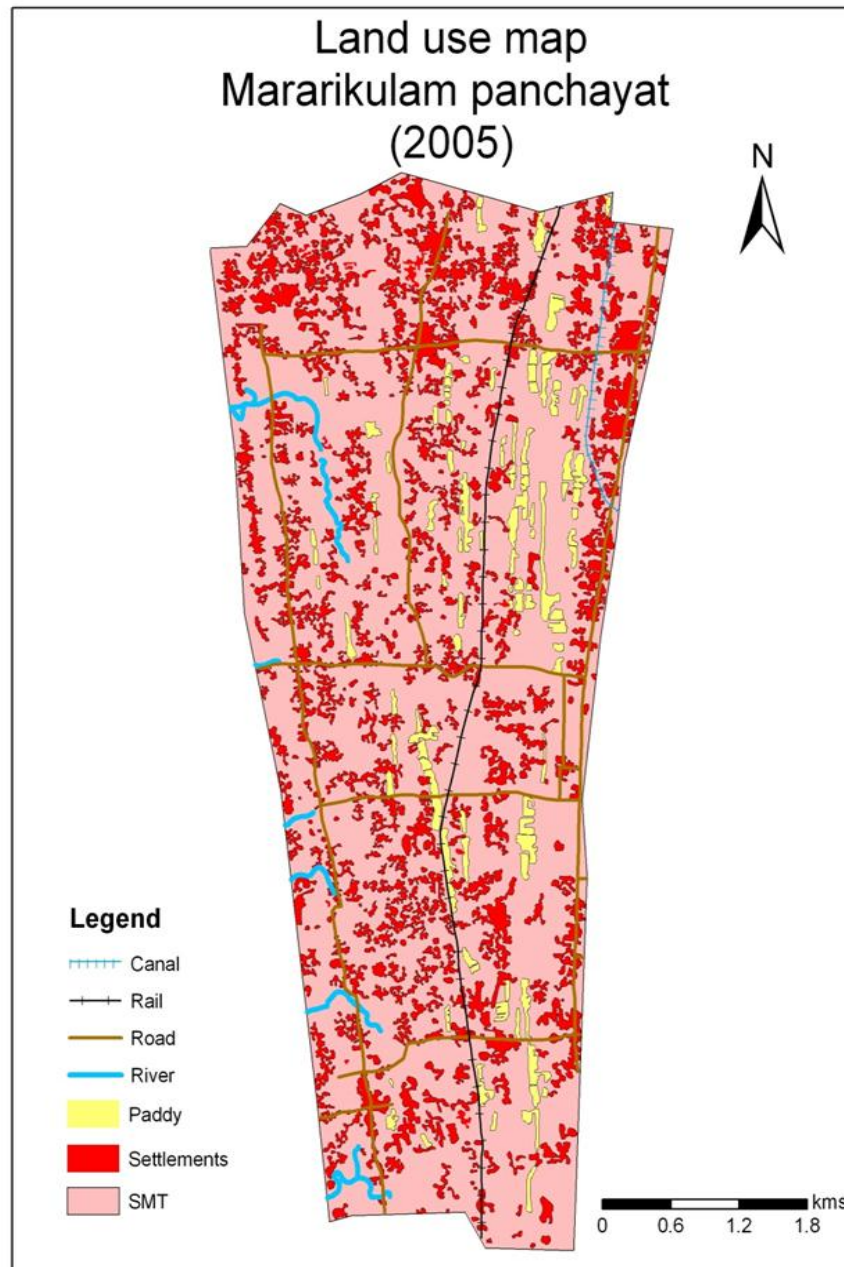 Land use map
Mararikulam panchayat
(2005)
N
Legend
Canal
Rail
Road
River
Paddy
Settlements
SMT
kms
0 0.6 1.2 1.8